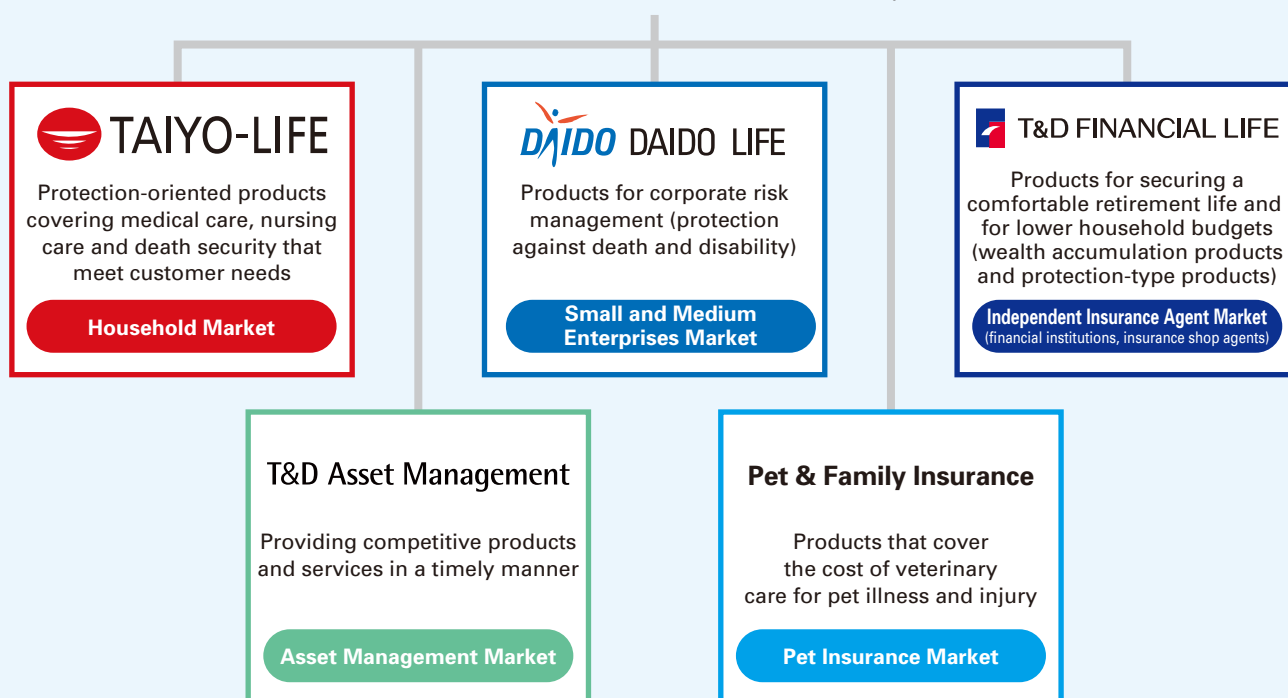 TAIYO-LIFE
Protection-oriented products
covering medical care, nursing
care and death security that
meet customer needs
Household Market
DAIDO DAIDO LIFE
Products for corporate risk
management (protection
against death and disability)
Small and Medium
Enterprises Market
T&D FINANCIAL LIFE
Products for securing a
comfortable retirement life and
for lower household budgets
(wealth accumulation products
and protection-type products)
Independent Insurance Agent Market
(financial institutions, insurance shop agents)
T&D Asset Management
Providing competitive products
and services in a timely manner
Asset Management Market
Pet & Family Insurance
Products that cover
the cost of veterinary
care for pet illness and injury
Pet Insurance Market